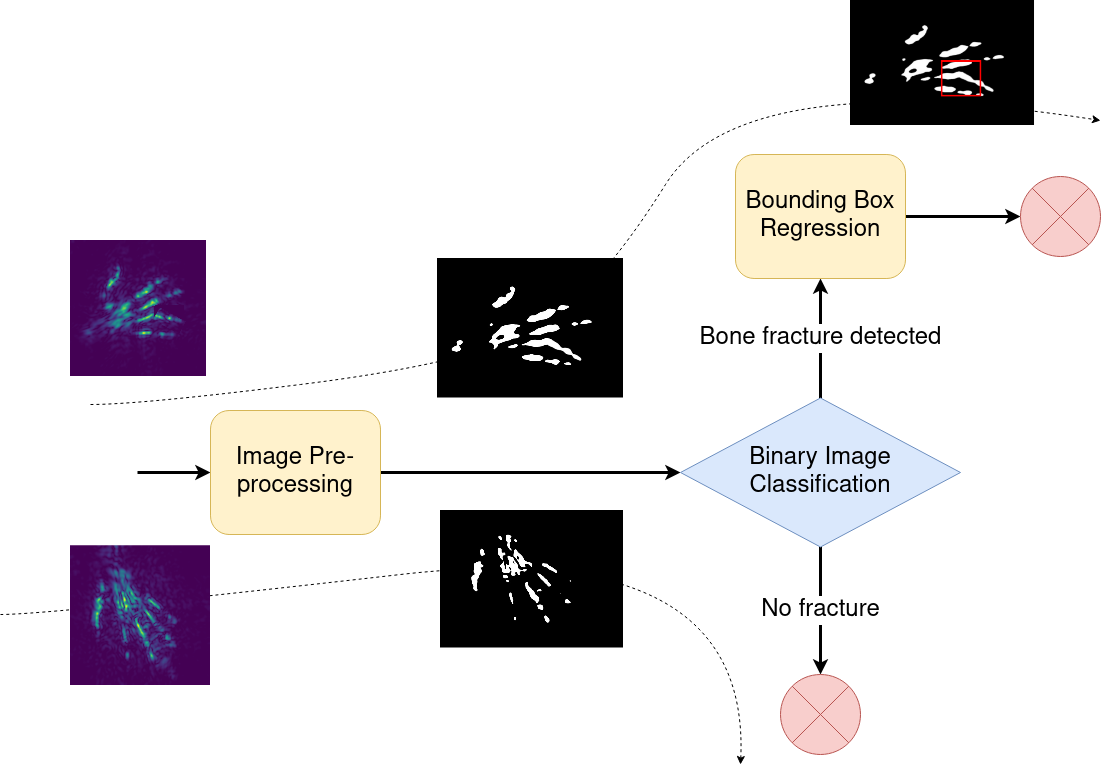 Bounding Box
Regression
Bone fracture detected
Image Pre-
processing
Binary Image
Classification
No fracture